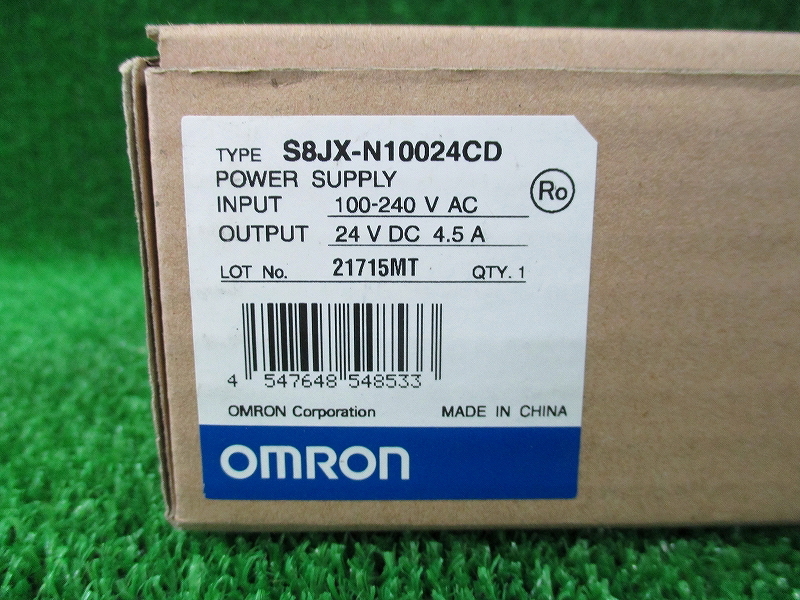 TYPE S8JX-N10024CD
POWER SUPPLY
Ro
INPUT 100-240 V AC
OUTPUT 24 V DC 4.5 A
LOT No. 21715MT QTY. 1
4 547648 548533
OMRON Corporation MADE IN CHINA
OMRON